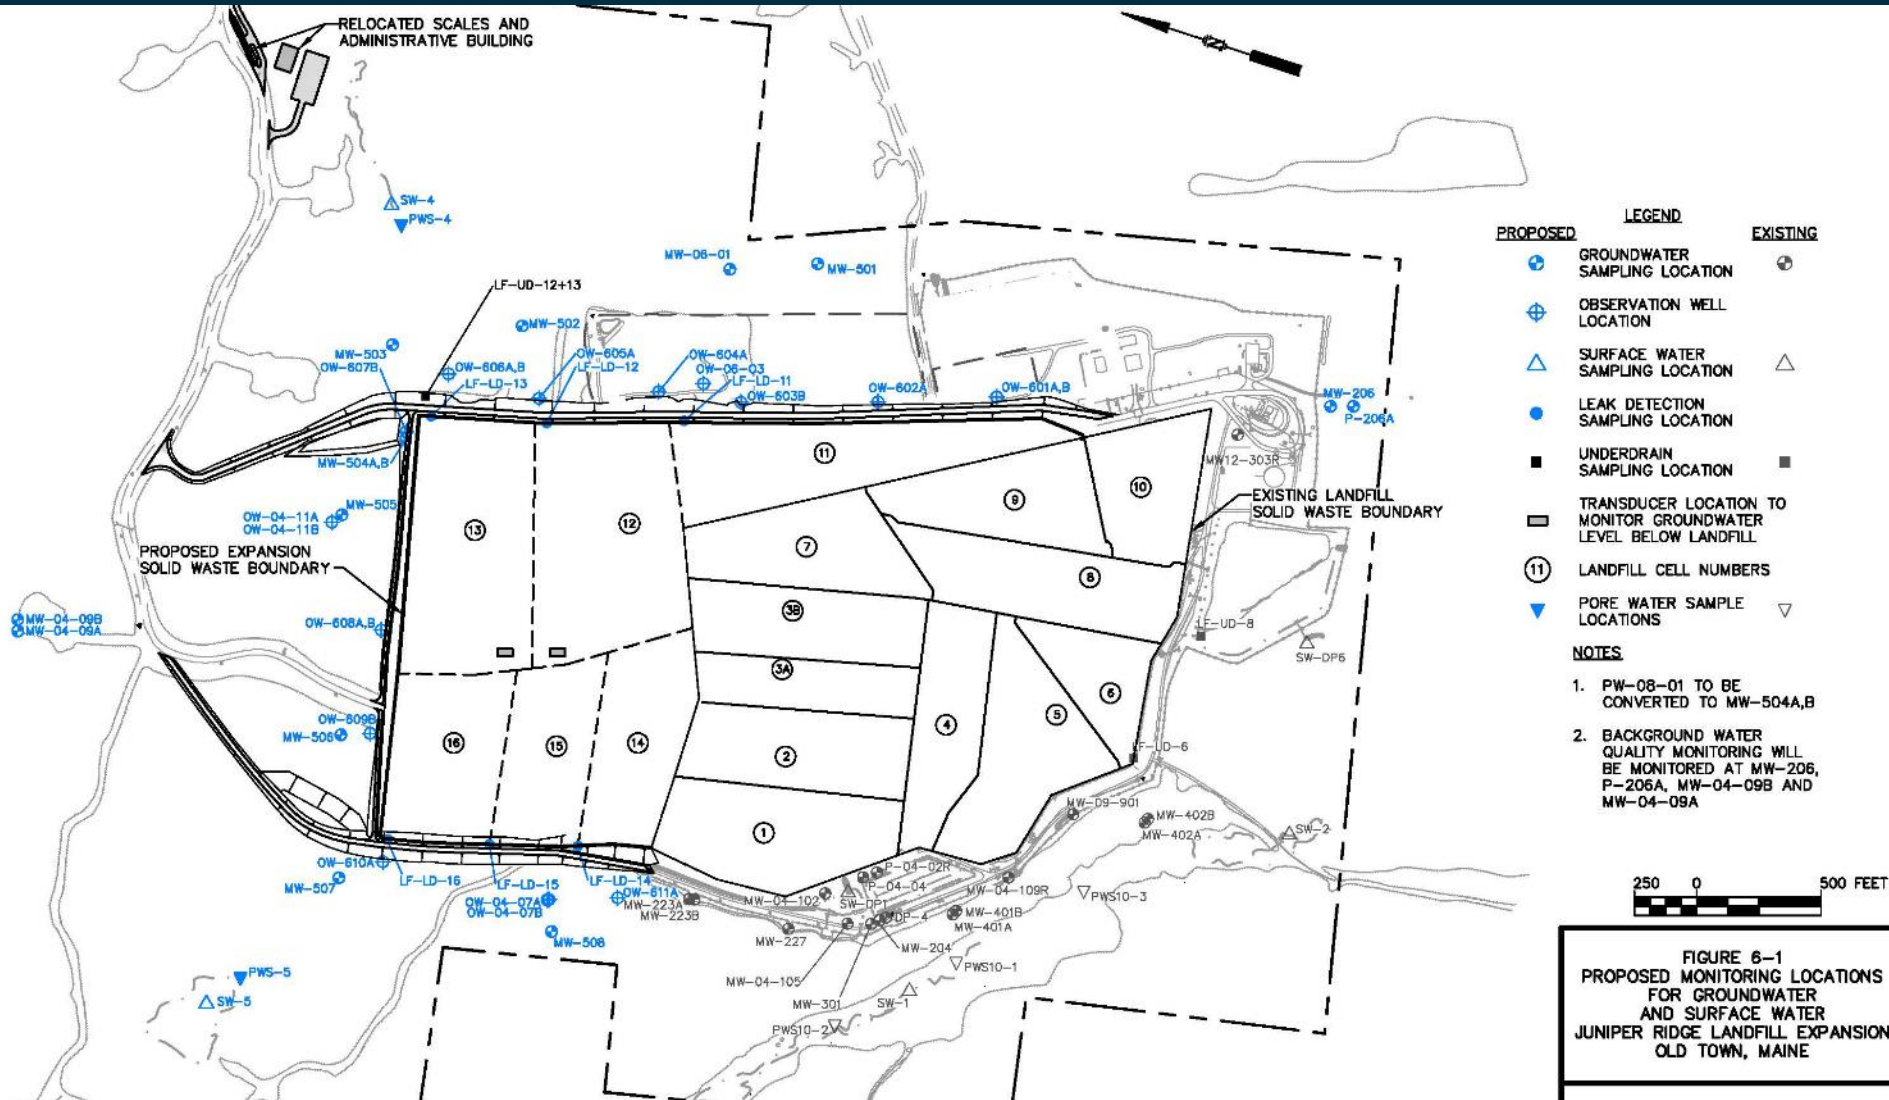 RELOCATED SCALES AND
ADMINISTRATIVE BUILDING
SW-4
PWS-4
MW-06-01
MW-501
LF-UD-12+13
MW-502
MW-503
OW-607B
OW-606A,B
LF-LD-13
OW-605A
LF-LD-12
OW-604A
OW-06-03
LF-LD-11
OW-603B
OW-602A
OW-601A,B
MW-206
P-206A
MW-504A,B
MW12-303R
11
10
9
EXISTING LANDFILL
SOLID WASTE BOUNDARY
MW-505
OW-04-11A
OW-04-11B
13
12
7
8
PROPOSED EXPANSION
SOLID WASTE BOUNDARY
MW-04-09B
MW-04-09A
OW-608A,B
3B
3A
LF-UD-8
SW-DP6
6
5
4
OW-609B
MW-506
16
15
14
2
LF-LD-6
1
MW-D9-901
MW-402B
MW-402A
SW-2
OW-610A
MW-507
LF-LD-16
LF-LD-15
OW-04-07A
OW-04-07B
LF-LD-14
OW-611A
MW-223A
MW-223B
MW-508
MW-04-102
P-04-02R
P-04-04
SW-DP1
DP-4
MW-04-109R
MW-401B
MW-401A
PWS10-3
MW-227
MW-204
MW-04-105
MW-301
PWS10-1
SW-1
PWS10-2
PWS-5
SW-5
LEGEND
PROPOSED EXISTING
GROUNDWATER
SAMPLING LOCATION
OBSERVATION WELL
LOCATION
SURFACE WATER
SAMPLING LOCATION
LEAK DETECTION
SAMPLING LOCATION
UNDERDRAIN
SAMPLING LOCATION
TRANSDUCER LOCATION TO
MONITOR GROUNDWATER
LEVEL BELOW LANDFILL
11 LANDFILL CELL NUMBERS
PORE WATER SAMPLE
LOCATIONS
NOTES
1. PW-08-01 TO BE
CONVERTED TO MW-504A,B
2. BACKGROUND WATER
QUALITY MONITORING WILL
BE MONITORED AT MW-206,
P-206A, MW-04-09B AND
MW-04-09A
250 0 500 FEET
FIGURE 6-1
PROPOSED MONITORING LOCATIONS
FOR GROUNDWATER
AND SURFACE WATER
JUNIPER RIDGE LANDFILL EXPANSION
OLD TOWN, MAINE